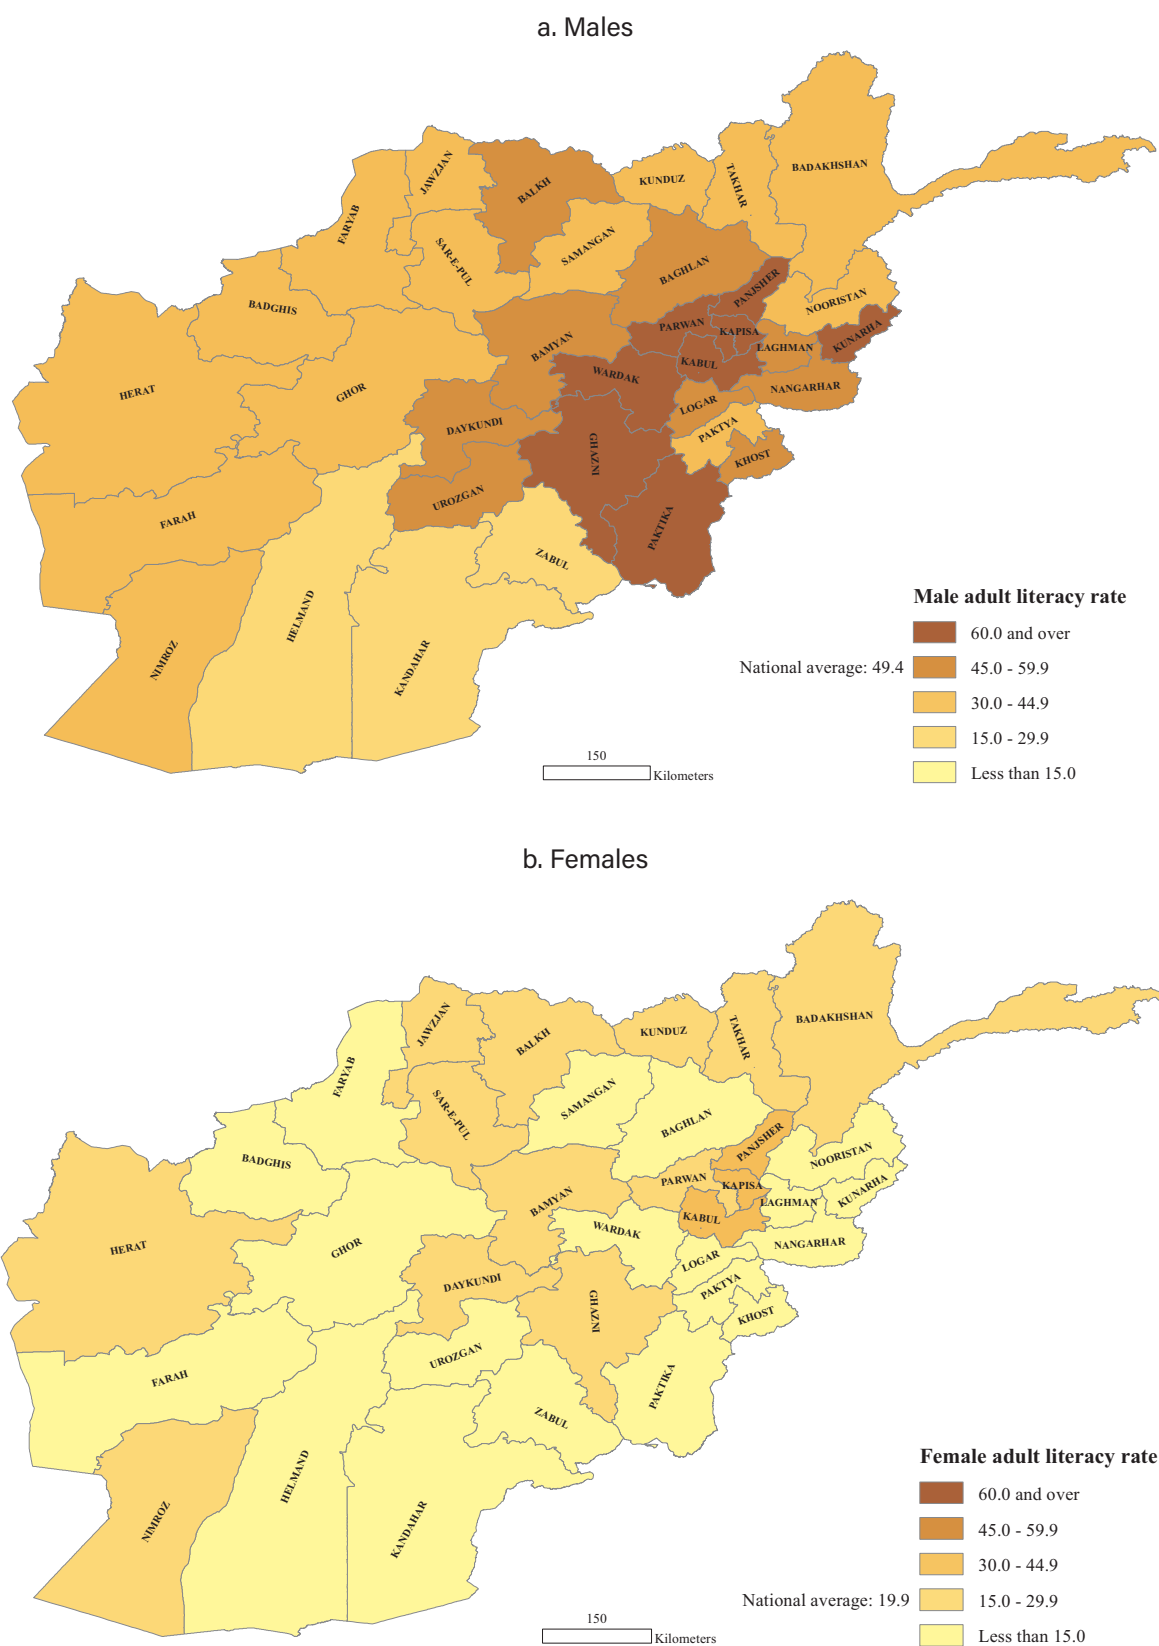 a. Males
BADAKHSHAN
JAWZJAN
BALKH
KUNDUZ
TAKHAR
FARYAB
SAR-E-PUL
SAMANGAN
BAGHLAN
PANJSHER
NOORISTAN
BADGHIS
PARWAN
KAPISA
KUNARHA
LAGHMAN
BAMYAN
KABUL
WARDAK
HERAT
GHOR
NANGARHAR
LOGAR
DAYKUNDI
PAKTYA
GHAZNI
KHOST
UROZGAN
FARAH
PAKTIKA
ZABUL
HELMAND
NIMROZ
KANDAHAR
Male adult literacy rate
60.0 and over
National average: 49.4
45.0 - 59.9
30.0 - 44.9
15.0 - 29.9
Less than 15.0
150
Kilometers
b. Females
BADAKHSHAN
JAWZJAN
BALKH
KUNDUZ
TAKHAR
FARYAB
SAR-E-PUL
SAMANGAN
BAGHLAN
PANJSHER
NOORISTAN
BADGHIS
PARWAN
KAPISA
KUNARHA
LAGHMAN
BAMYAN
KABUL
WARDAK
HERAT
GHOR
NANGARHAR
LOGAR
DAYKUNDI
PAKTYA
GHAZNI
KHOST
UROZGAN
FARAH
PAKTIKA
ZABUL
HELMAND
NIMROZ
KANDAHAR
Female adult literacy rate
60.0 and over
45.0 - 59.9
30.0 - 44.9
National average: 19.9
15.0 - 29.9
Less than 15.0
150
Kilometers